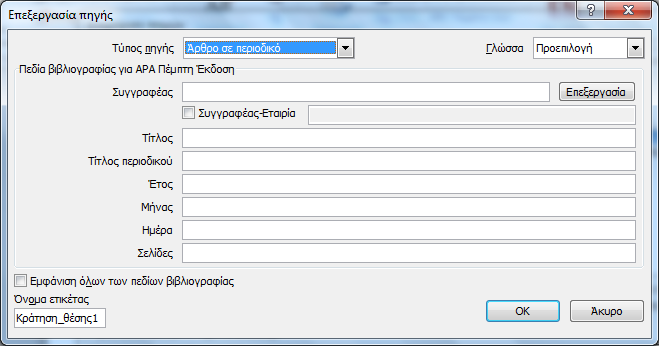 Επεξεργασία πηγής
Τύπος πηγής Άρθρο σε περιοδικό Γλώσσα Προεπιλογή
Πεδία βιβλιογραφίας για APA Πέμπτη Έκδοση
Συγγραφέας Επεξεργασία
Συγγραφέας-Εταιρία
Τίτλος
Τίτλος περιοδικού
Έτος
Μήνας
Ημέρα
Σελίδες
Εμφάνιση όλων των πεδίων βιβλιογραφίας
Όνομα ετικέτας
Κράτηση_θέσης1 OK Άκυρο